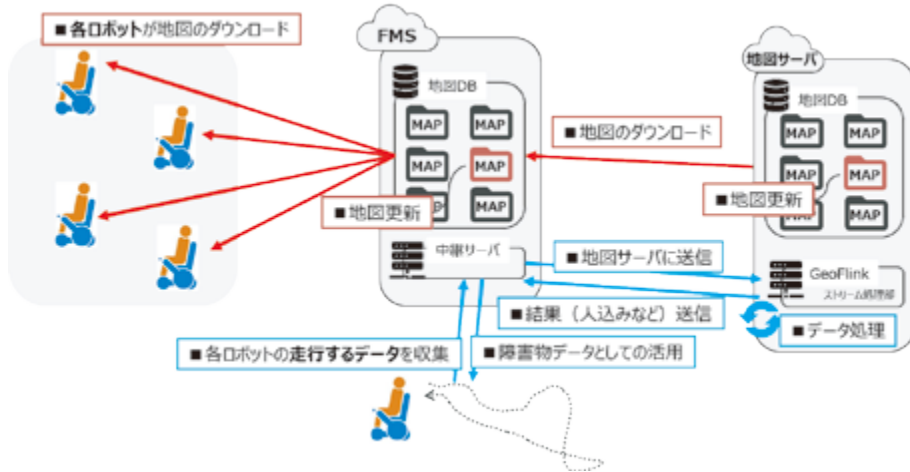 ■各ロボットが地図のダウンロード
FMS
地図DB
MAP MAP
MAP MAP
MAP MAP
■地図更新
中継サーバ
■地図のダウンロード
地図サーバ
地図DB
MAP MAP
MAP MAP
MAP MAP
■地図更新
■地図サーバに送信
GeoFlink
ストリーム処理部
■結果（人込みなど）送信
■データ処理
■各ロボットの走行するデータを収集
■障害物データとしての活用